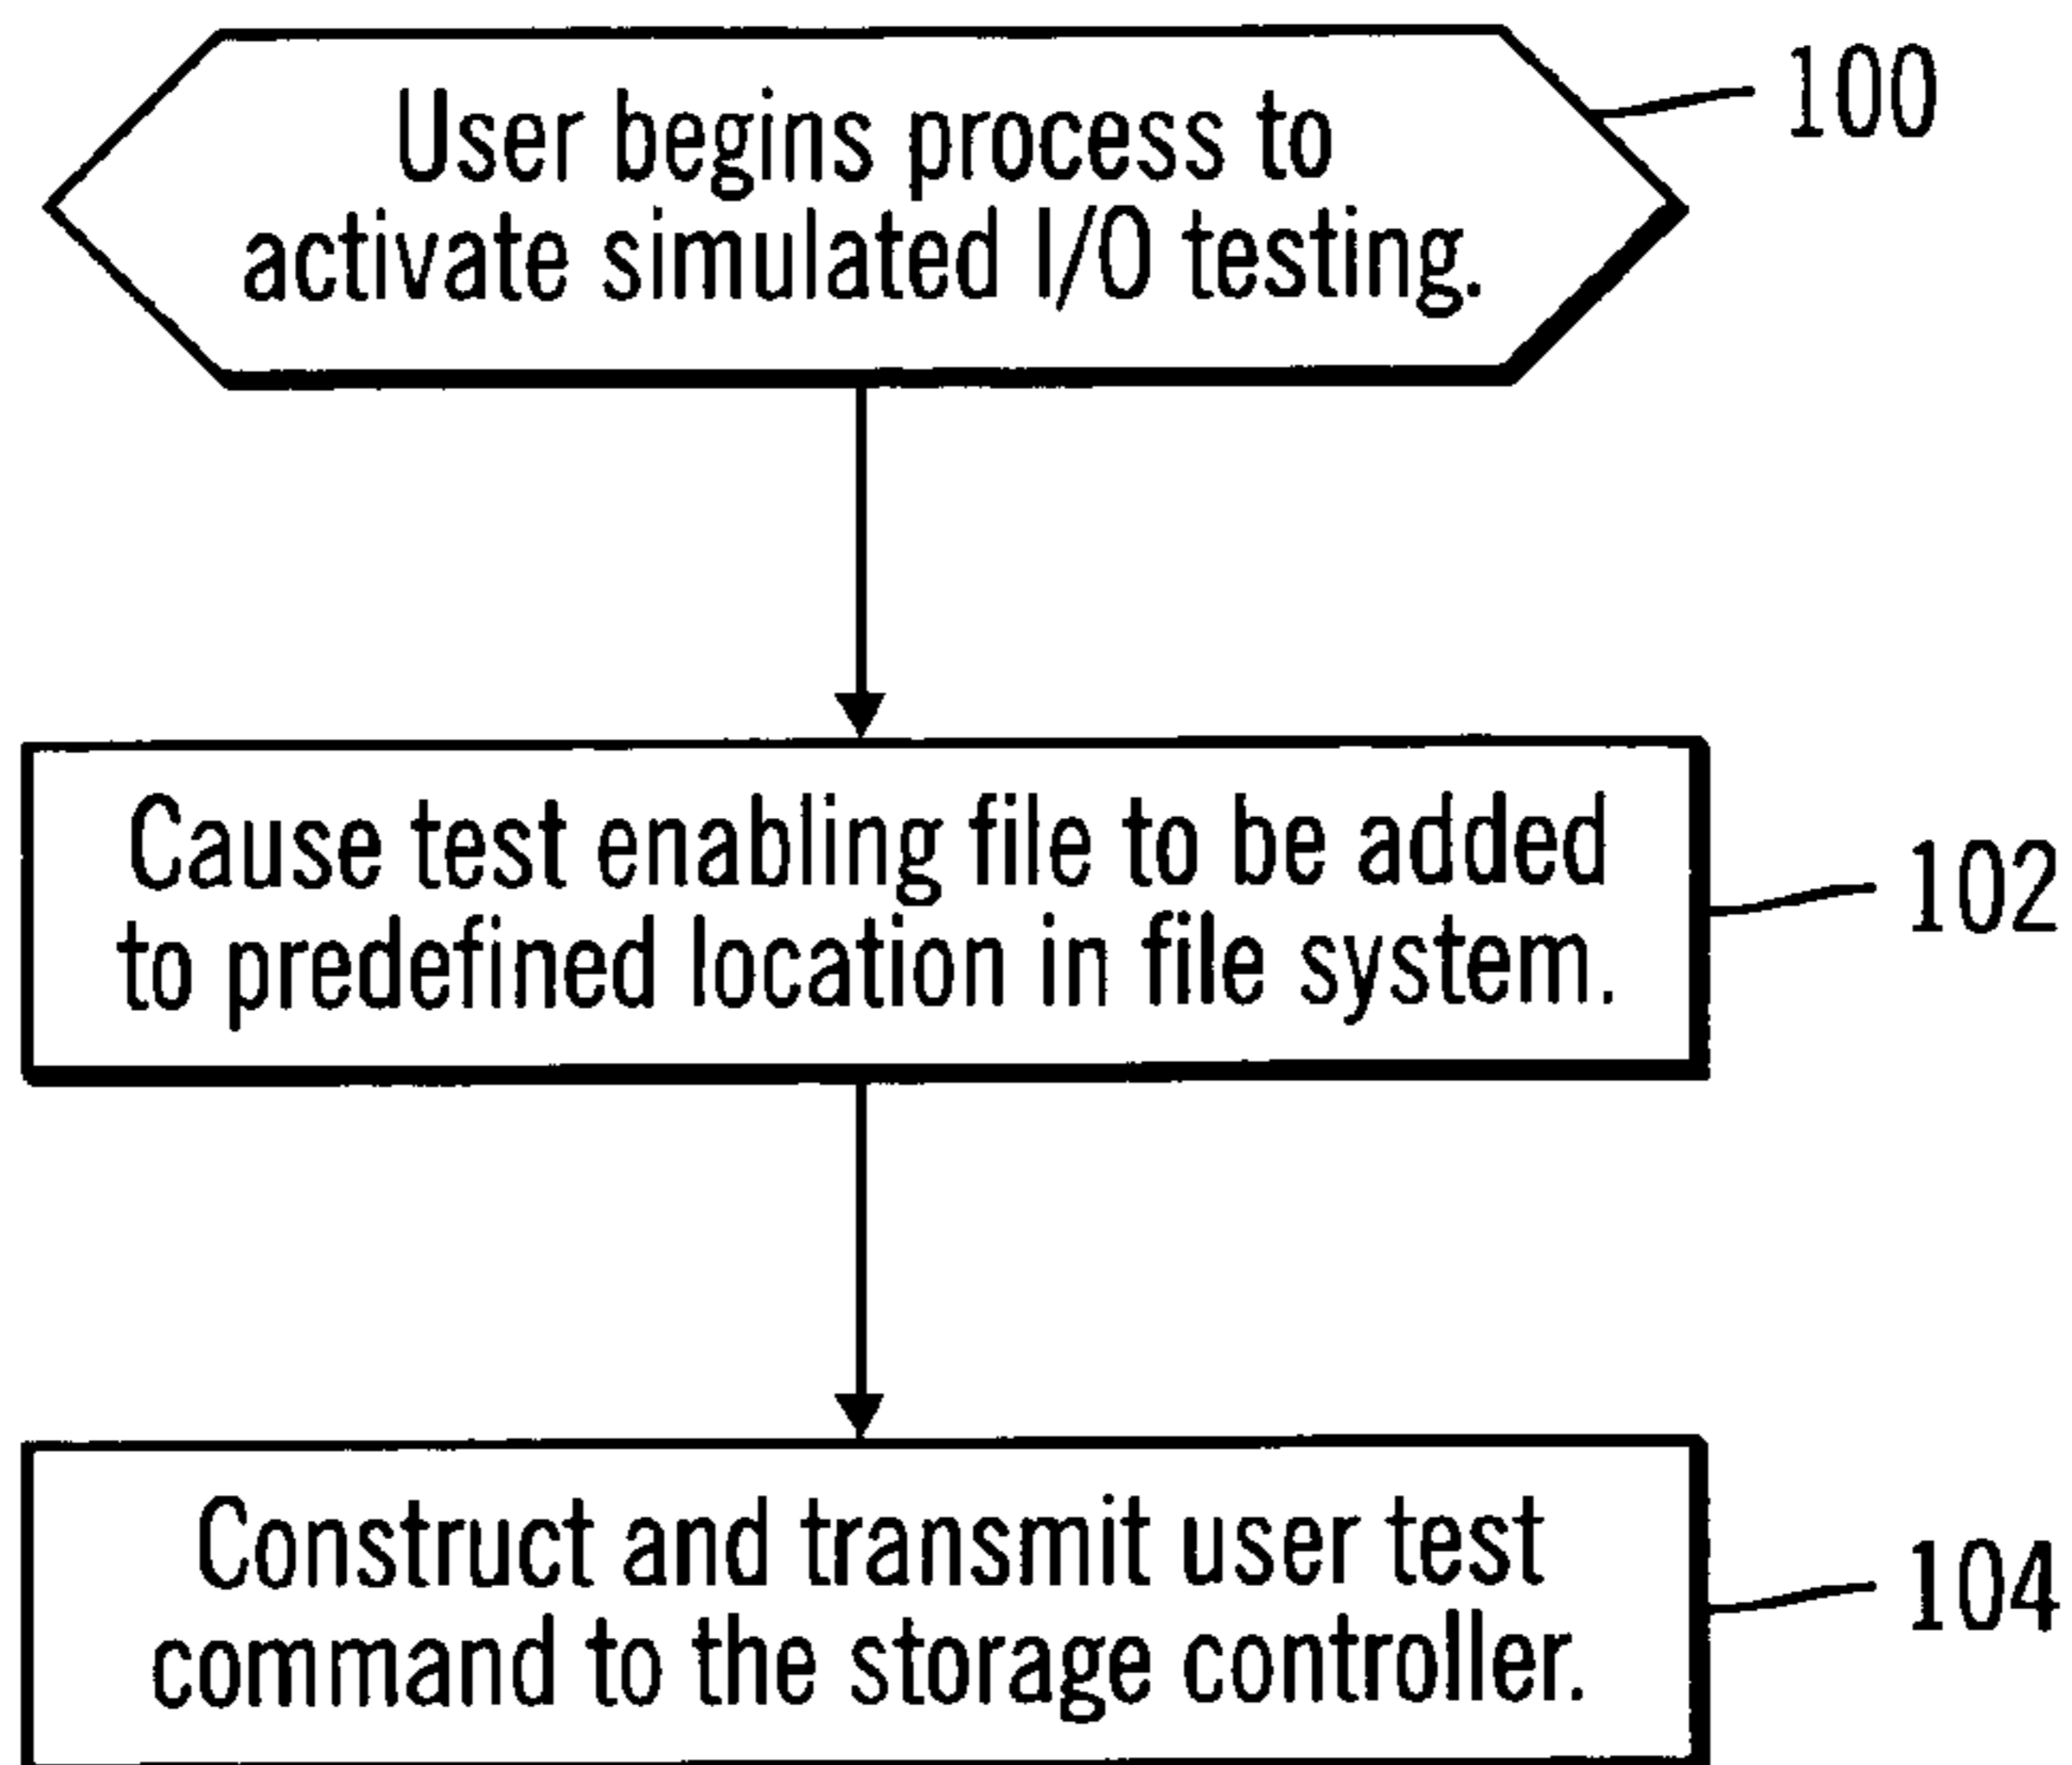 User begins process to
activate simulated I/O testing.
100
Cause test enabling file to be added
to predefined location in file system.
102
Construct and transmit user test
command to the storage controller.
104